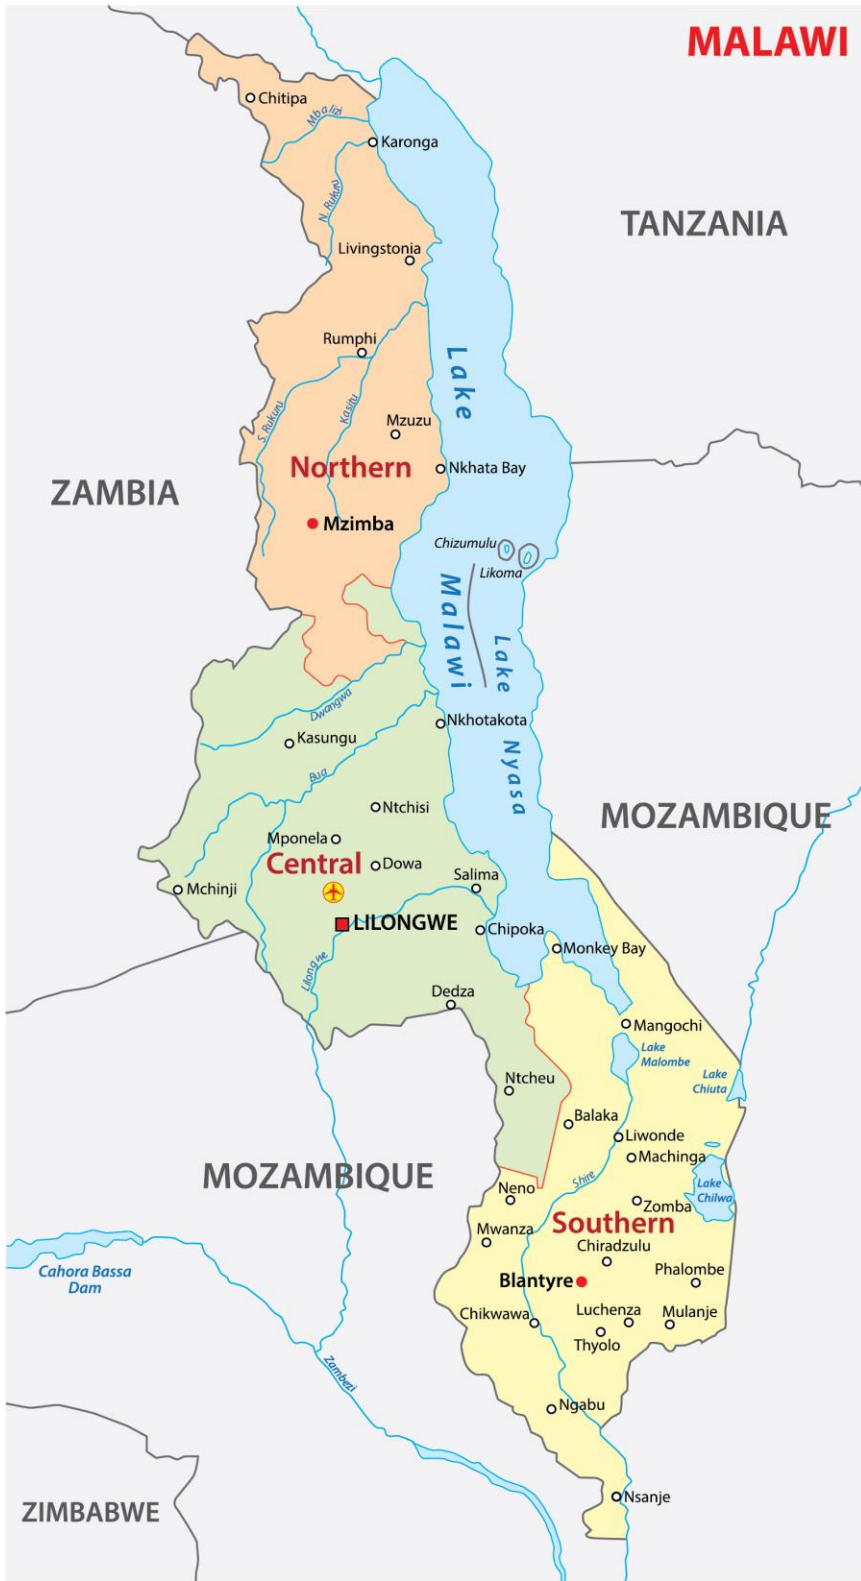 MALAWI
Chitipa
Mbalizi
Karonga
N. Rukuru
TANZANIA
Livingstonia
Rumphi
Lake
S. Rukuru
Kasitu
Mzuzu
Northern
Nkhata Bay
ZAMBIA
Mzimba
Chizumulu
Likoma
Malawi
Lake
Nyasa
Dwangwa
Nkhotakota
Kasungu
Bua
Ntchisi
MOZAMBIQUE
Mponela
Central
Dowa
Salima
Mchinji
LILONGWE
Chipoka
Monkey Bay
Lilongwe
Dedza
Mangochi
Lake
Malombe
Lake
Chiuta
Ntcheu
Balaka
Liwonde
Machinga
MOZAMBIQUE
Shire
Neno
Lake
Chilwa
Zomba
Southern
Mwanza
Chiradzulu
Cahora Bassa
Dam
Blantyre
Phalombe
Chikwawa
Luchenza
Mulanje
Thyolo
Zambezi
Ngabu
Nsanje
ZIMBABWE